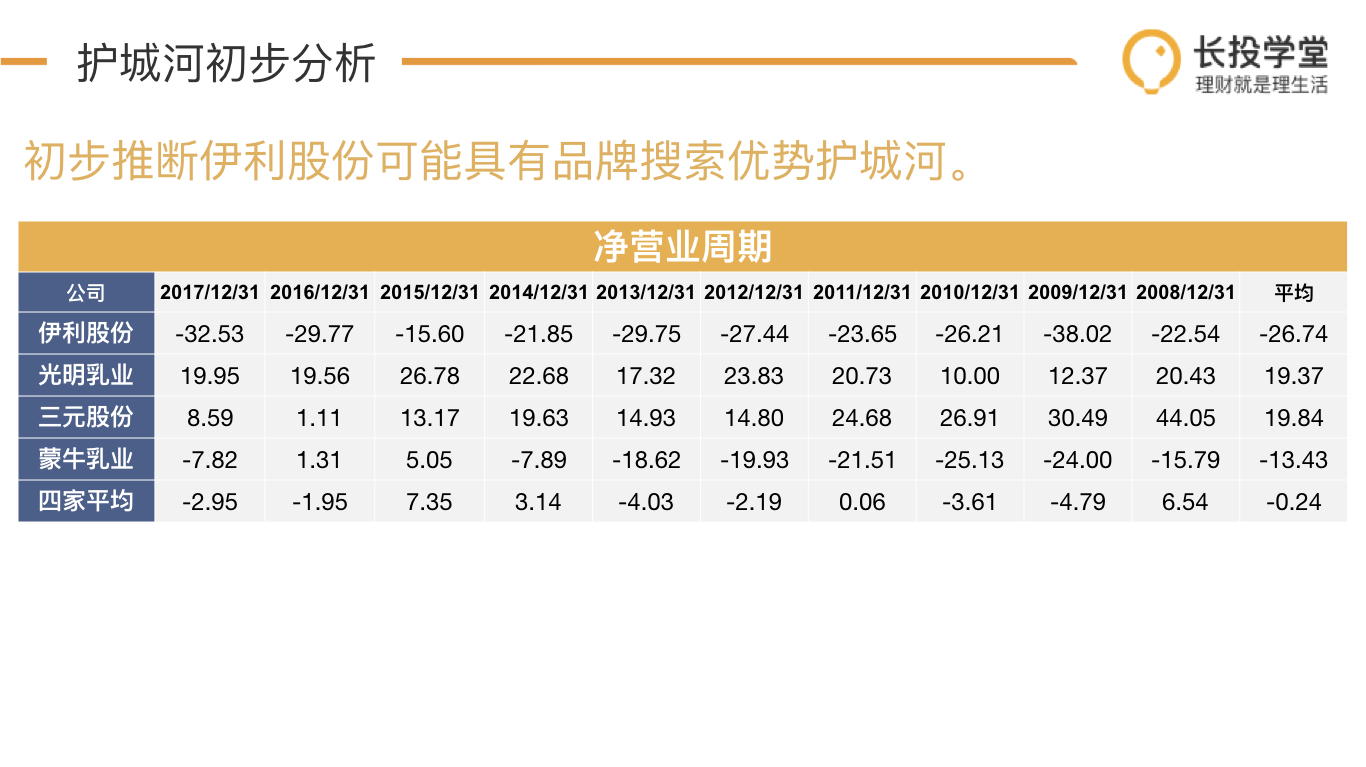 护城河初步分析
长投学堂
理财就是理生活
初步推断伊利股份可能具有品牌搜索优势护城河。
净营业周期
公司 2017/12/31 2016/12/31 2015/12/31 2014/12/31 2013/12/31 2012/12/31 2011/12/31 2010/12/31 2009/12/31 2008/12/31 平均
伊利股份 -32.53 -29.77 -15.60 -21.85 -29.75 -27.44 -23.65 -26.21 -38.02 -22.54 -26.74
光明乳业 19.95 19.56 26.78 22.68 17.32 23.83 20.73 10.00 12.37 20.43 19.37
三元股份 8.59 1.11 13.17 19.63 14.93 14.80 24.68 26.91 30.49 44.05 19.84
蒙牛乳业 -7.82 1.31 5.05 -7.89 -18.62 -19.93 -21.51 -25.13 -24.00 -15.79 -13.43
四家平均 -2.95 -1.95 7.35 3.14 -4.03 -2.19 0.06 -3.61 -4.79 6.54 -0.24